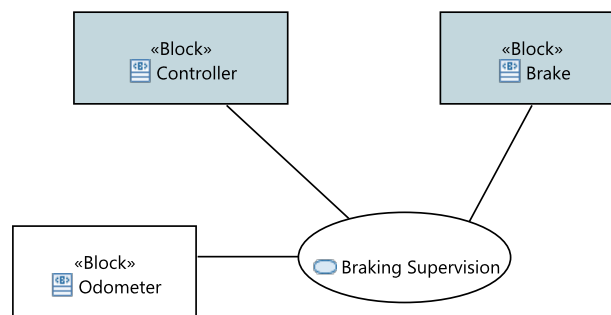 «Block»
Controller
«Block»
Brake
«Block»
Odometer
Braking Supervision